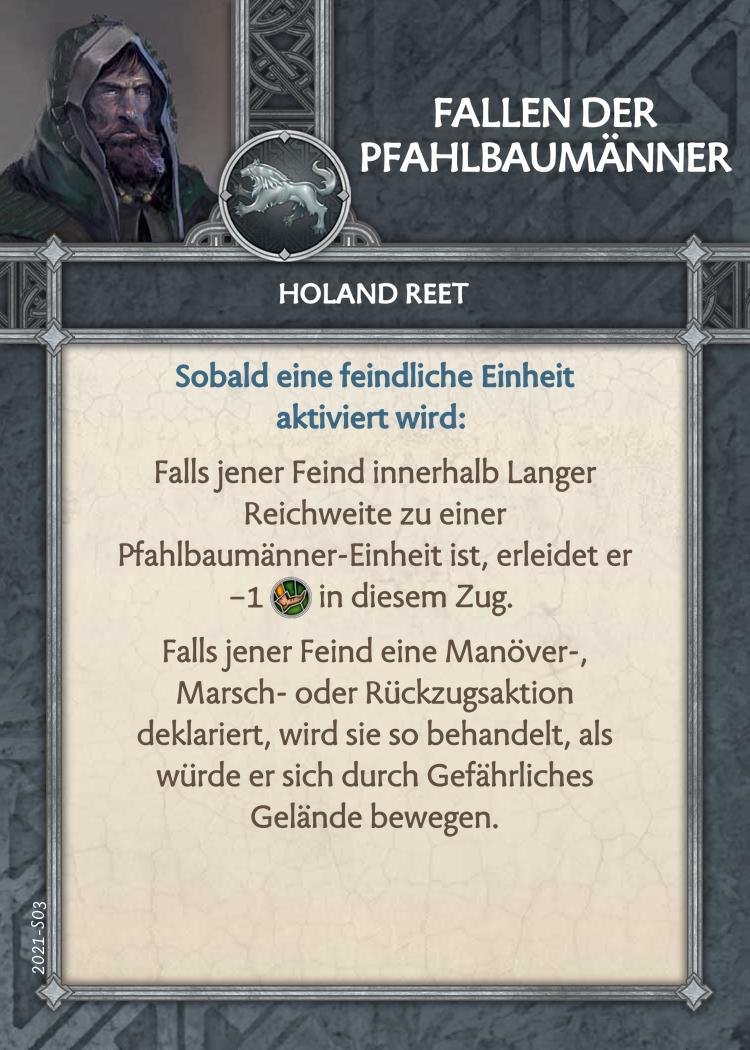 FALLEN DER
PFAHLBAUMÄNNER
HOLAND REET
Sobald eine feindliche Einheit
aktiviert wird:
Falls jener Feind innerhalb Langer
Reichweite zu einer
Pfahlbaumänner-Einheit ist, erleidet er
–1 in diesem Zug.
Falls jener Feind eine Manöver-,
Marsch- oder Rückzugsaktion
deklariert, wird sie so behandelt, als
würde er sich durch Gefährliches
Gelände bewegen.
2021-S03